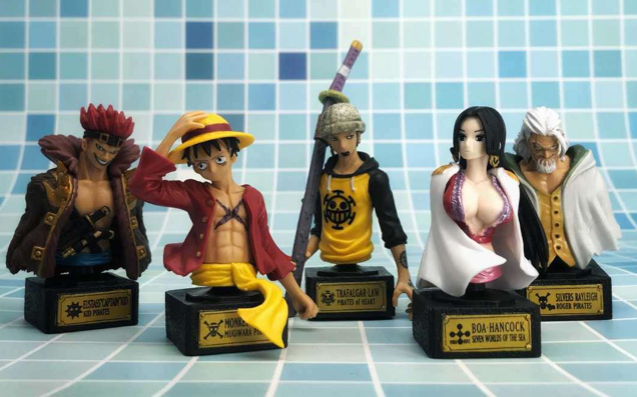 KID PIRATES
MONKEY
MUGIWARA
TRAFALGAR·LAW
PIRATES of HEART
BOA·HANCOCK
SEVEN WORLDS OF THE SEA
SILVERS RAYLEIGH
ROGER PIRATES